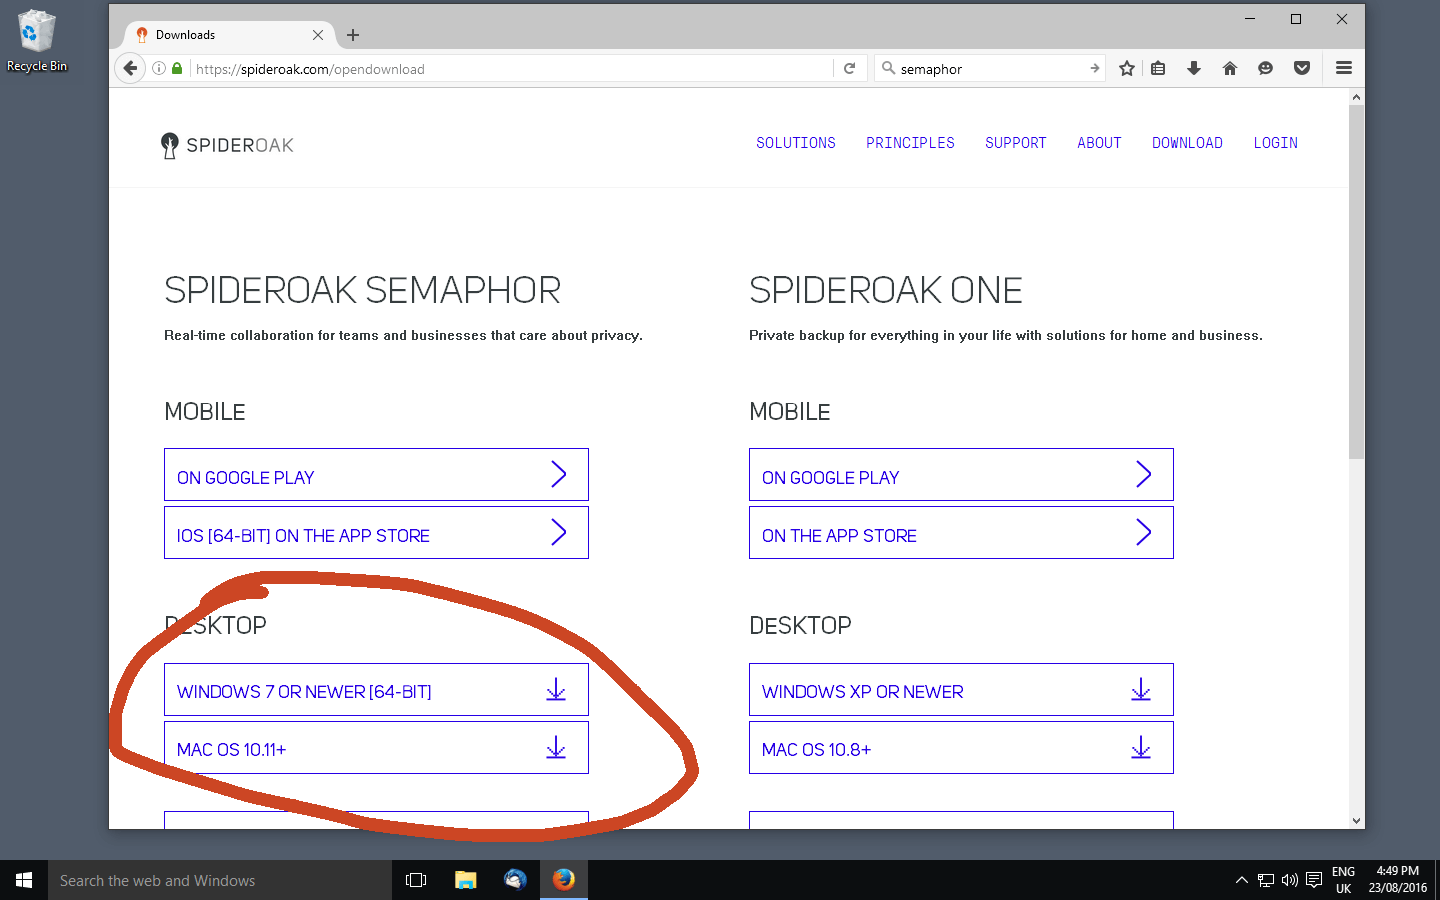 Recycle Bin
Downloads
https://spideroak.com/opendownload
semaphor
SPIDEROAK
SOLUTIONS PRINCIPLES SUPPORT ABOUT DOWNLOAD LOGIN
SPIDEROAK SEMAPHOR
Real-time collaboration for teams and businesses that care about privacy.
MOBILE
ON GOOGLE PLAY
IOS [64-BIT] ON THE APP STORE
DESKTOP
WINDOWS 7 OR NEWER [64-BIT]
MAC OS 10.11+
SPIDEROAK ONE
Private backup for everything in your life with solutions for home and business.
MOBILE
ON GOOGLE PLAY
ON THE APP STORE
DESKTOP
WINDOWS XP OR NEWER
MAC OS 10.8+
Search the web and Windows
ENG
UK
4:49 PM
23/08/2016